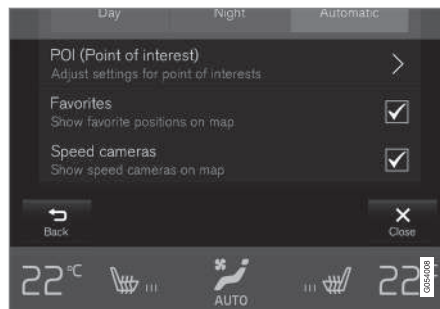 Day Night Automatic
POI (Point of interest)
Adjust settings for point of interests
Favorites
Show favorite positions on map
Speed cameras
Show speed cameras on map
Back Close
22°C AUTO 22
G054008